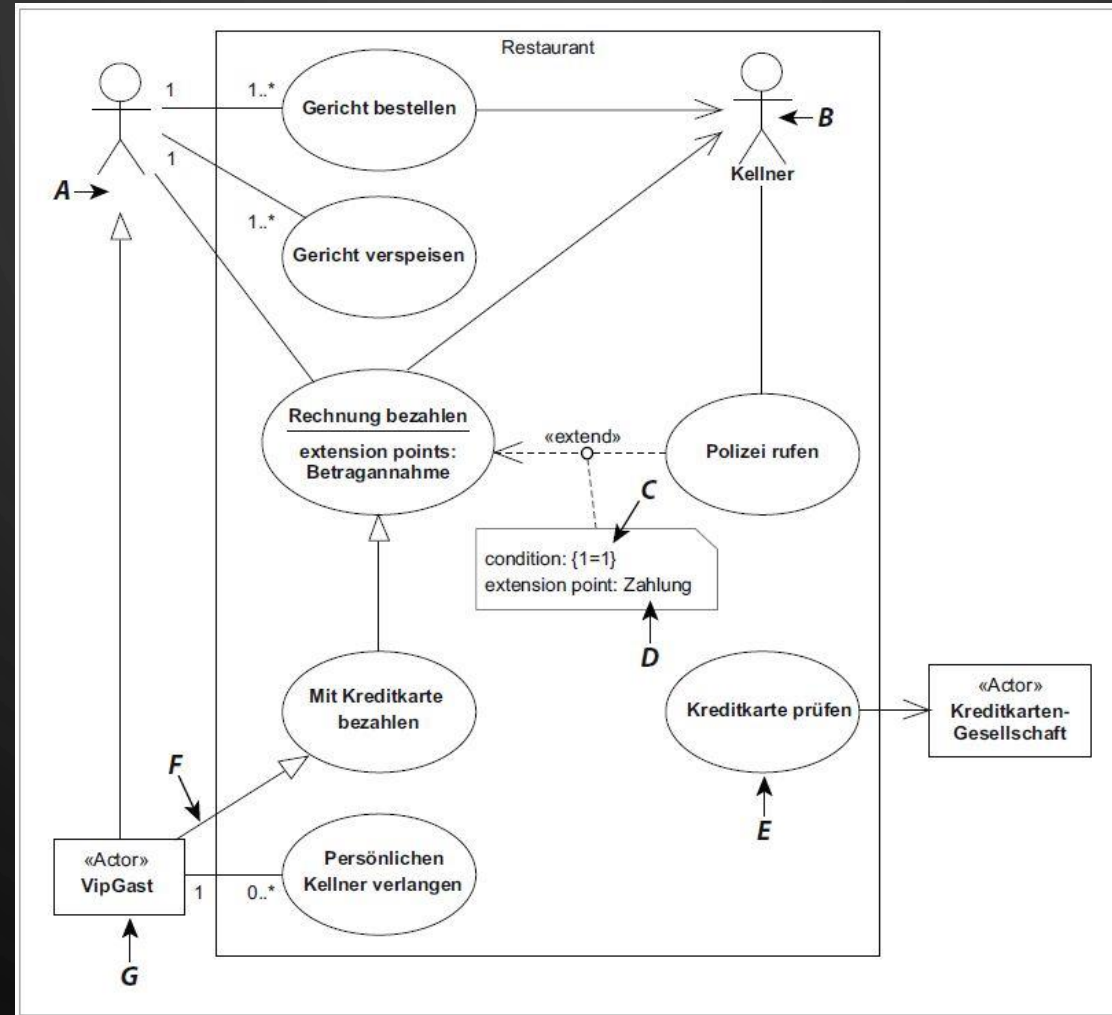 Restaurant
1
1..*
Gericht bestellen
B
1
Kellner
A
1..*
Gericht verspeisen
Rechnung bezahlen
extension points:
Betragannahme
«extend»
Polizei rufen
C
condition: {1=1}
extension point: Zahlung
D
Mit Kreditkarte
bezahlen
Kreditkarte prüfen
«Actor»
Kreditkarten-
Gesellschaft
F
E
«Actor»
VipGast
1
0..*
Persönlichen
Kellner verlangen
G